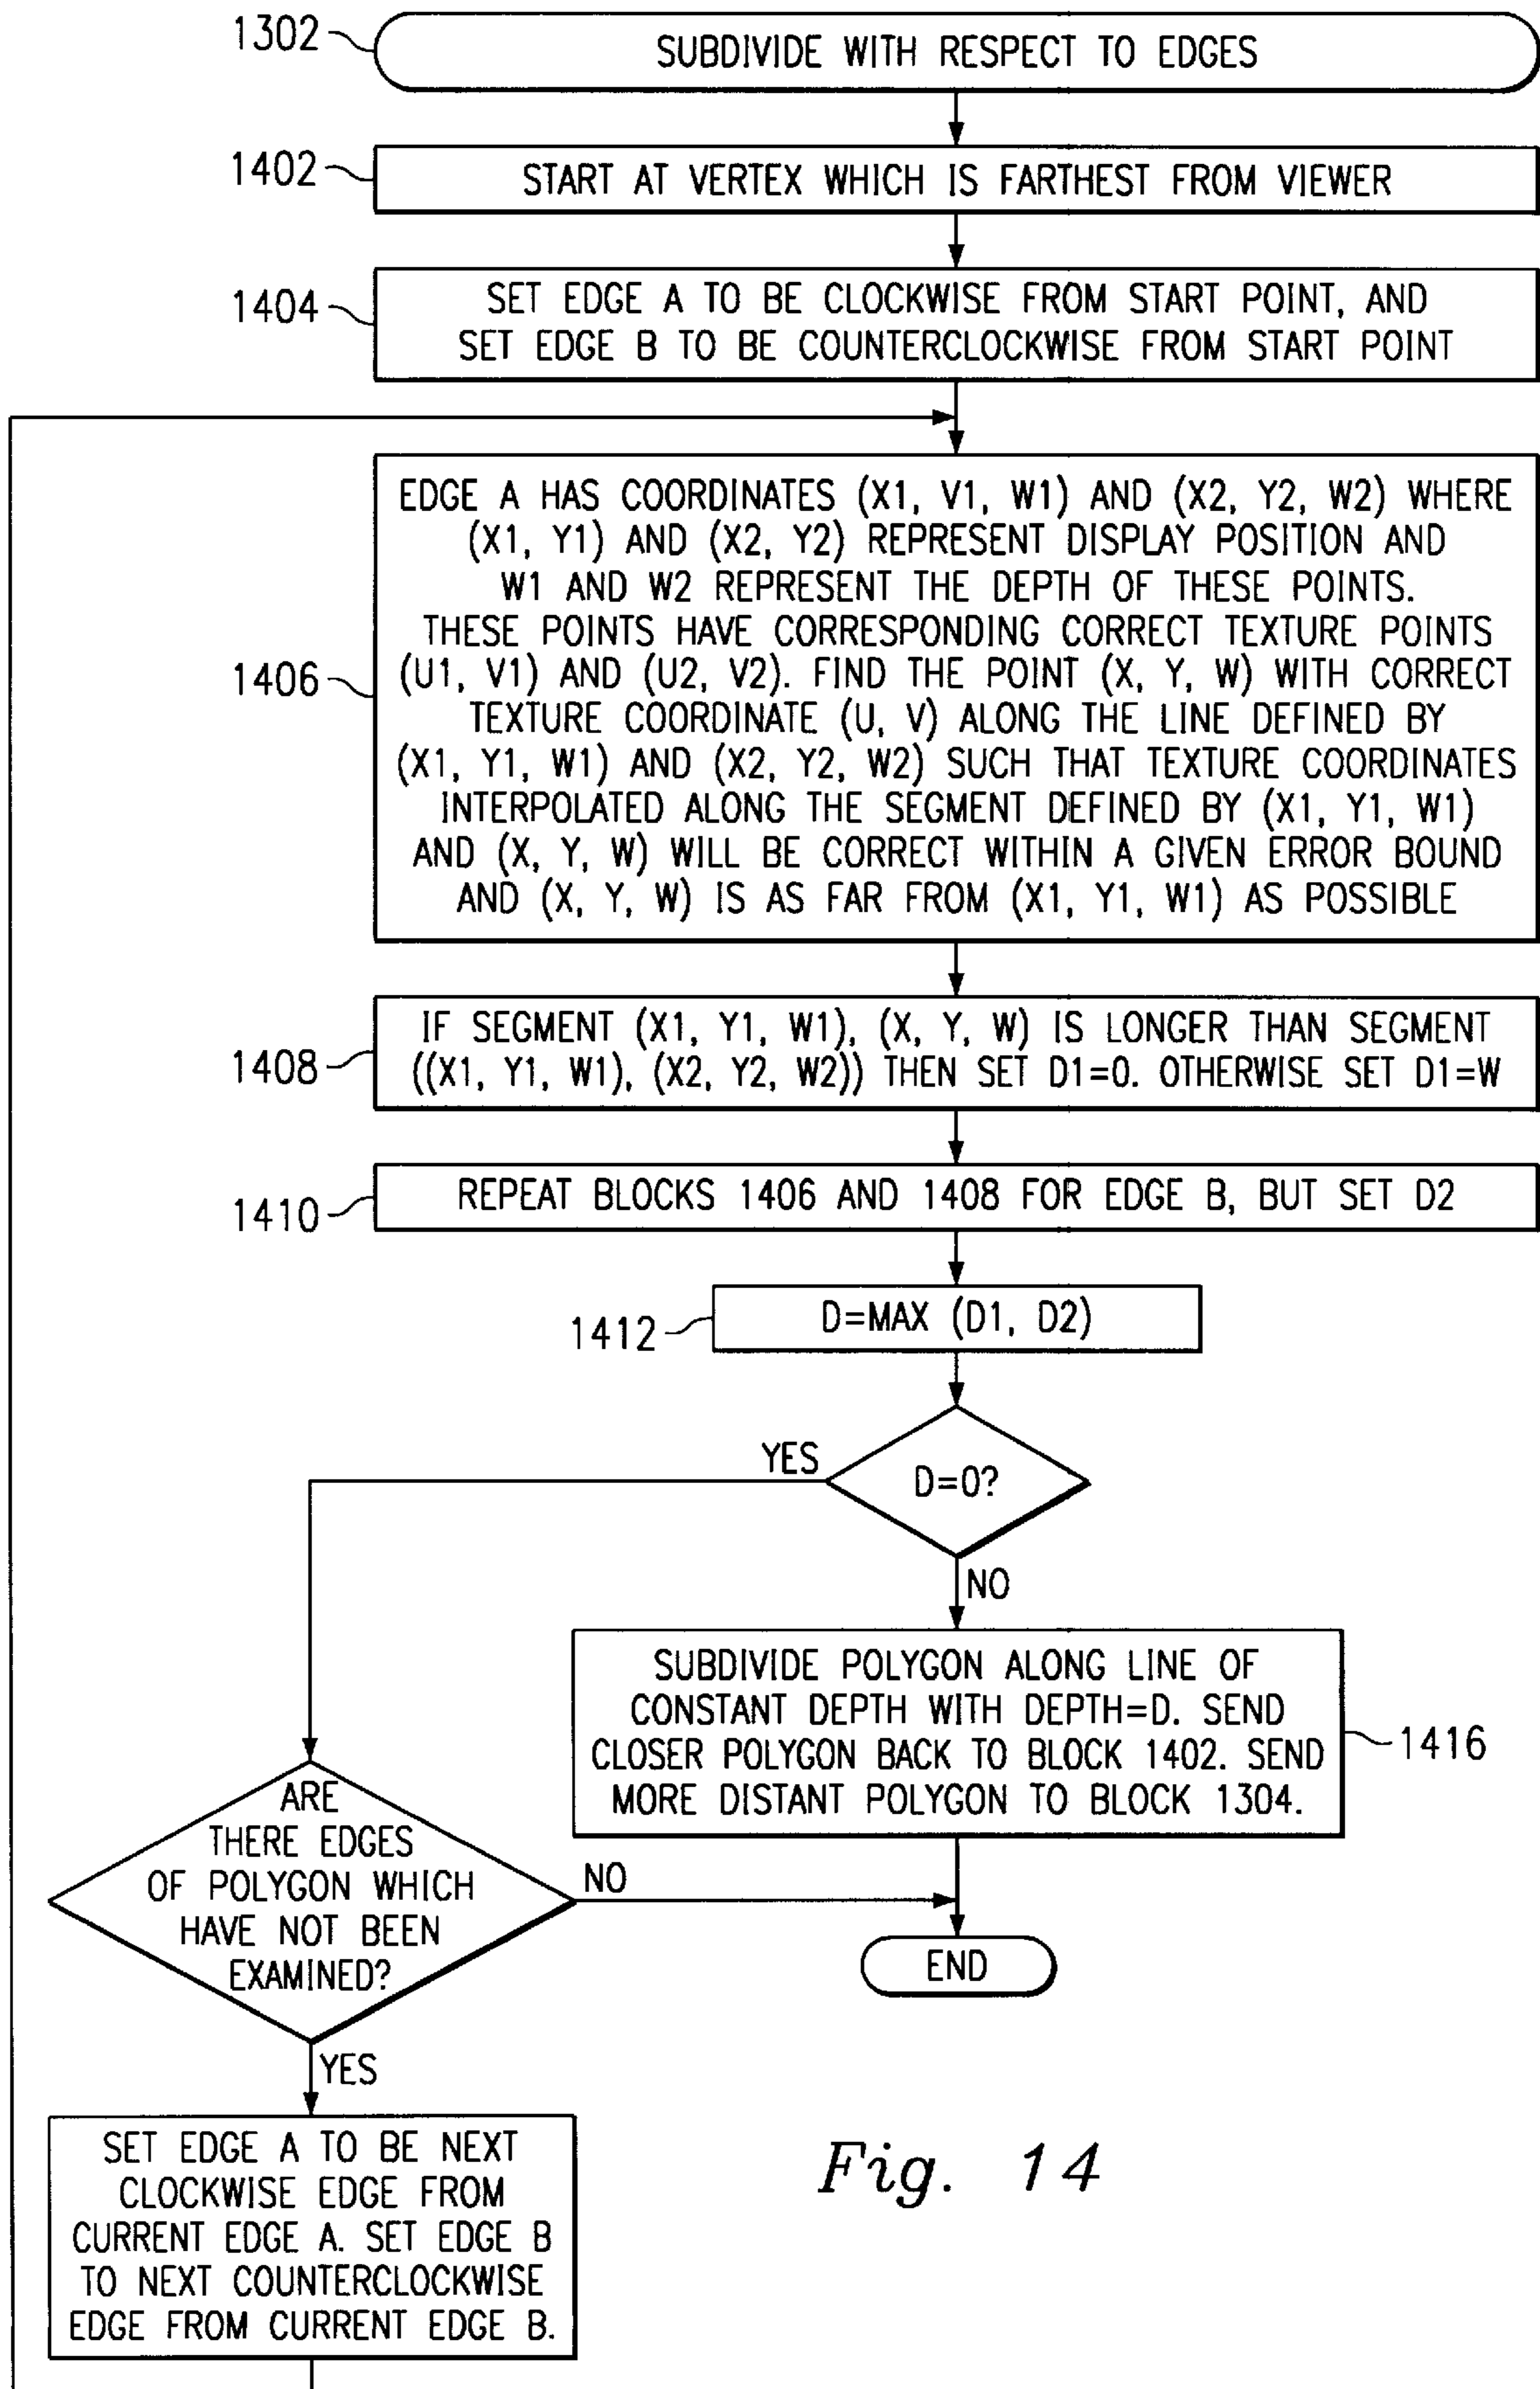 1302
SUBDIVIDE WITH RESPECT TO EDGES
1402
START AT VERTEX WHICH IS FARTHEST FROM VIEWER
1404
SET EDGE A TO BE CLOCKWISE FROM START POINT, AND
SET EDGE B TO BE COUNTERCLOCKWISE FROM START POINT
1406
EDGE A HAS COORDINATES (X1, V1, W1) AND (X2, Y2, W2) WHERE
(X1, Y1) AND (X2, Y2) REPRESENT DISPLAY POSITION AND
W1 AND W2 REPRESENT THE DEPTH OF THESE POINTS.
THESE POINTS HAVE CORRESPONDING CORRECT TEXTURE POINTS
(U1, V1) AND (U2, V2). FIND THE POINT (X, Y, W) WITH CORRECT
TEXTURE COORDINATE (U, V) ALONG THE LINE DEFINED BY
(X1, Y1, W1) AND (X2, Y2, W2) SUCH THAT TEXTURE COORDINATES
INTERPOLATED ALONG THE SEGMENT DEFINED BY (X1, Y1, W1)
AND (X, Y, W) WILL BE CORRECT WITHIN A GIVEN ERROR BOUND
AND (X, Y, W) IS AS FAR FROM (X1, Y1, W1) AS POSSIBLE
1408
IF SEGMENT (X1, Y1, W1), (X, Y, W) IS LONGER THAN SEGMENT
((X1, Y1, W1), (X2, Y2, W2)) THEN SET D1=0. OTHERWISE SET D1=W
1410
REPEAT BLOCKS 1406 AND 1408 FOR EDGE B, BUT SET D2
1412
D=MAX (D1, D2)
D=0?
YES
NO
SUBDIVIDE POLYGON ALONG LINE OF
CONSTANT DEPTH WITH DEPTH=D. SEND
CLOSER POLYGON BACK TO BLOCK 1402. SEND
MORE DISTANT POLYGON TO BLOCK 1304.
1416
ARE
THERE EDGES
OF POLYGON WHICH
HAVE NOT BEEN
EXAMINED?
NO
END
YES
SET EDGE A TO BE NEXT
CLOCKWISE EDGE FROM
CURRENT EDGE A. SET EDGE B
TO NEXT COUNTERCLOCKWISE
EDGE FROM CURRENT EDGE B.
Fig. 14